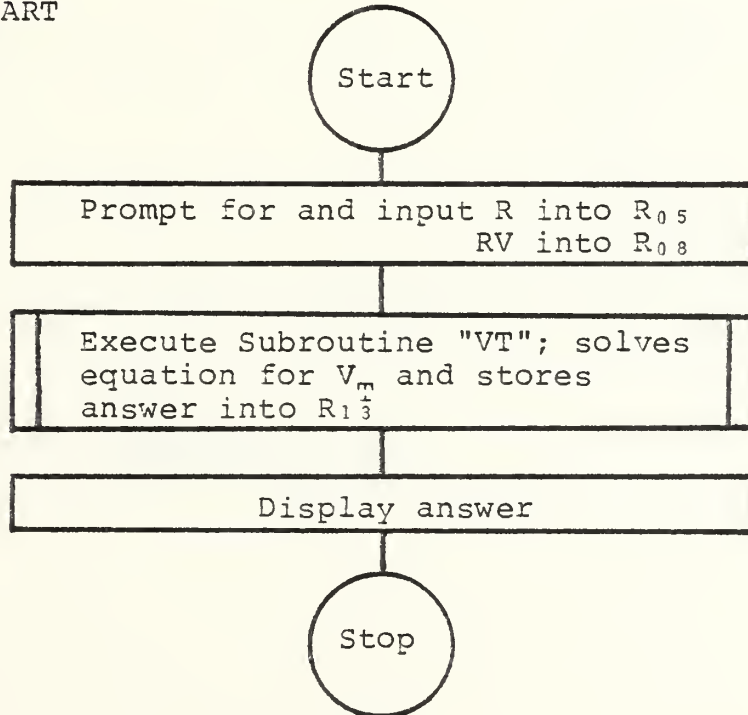 ART
Start
Prompt for and input R into R₀₅
RV into R₀₈
Execute Subroutine "VT"; solves
equation for Vₘ and stores
answer into R₁₃
Display answer
Stop